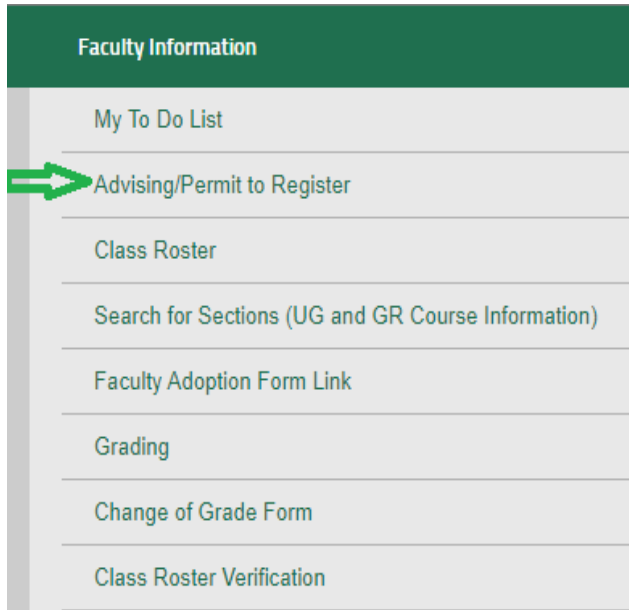 Faculty Information
My To Do List
Advising/Permit to Register
Class Roster
Search for Sections (UG and GR Course Information)
Faculty Adoption Form Link
Grading
Change of Grade Form
Class Roster Verification